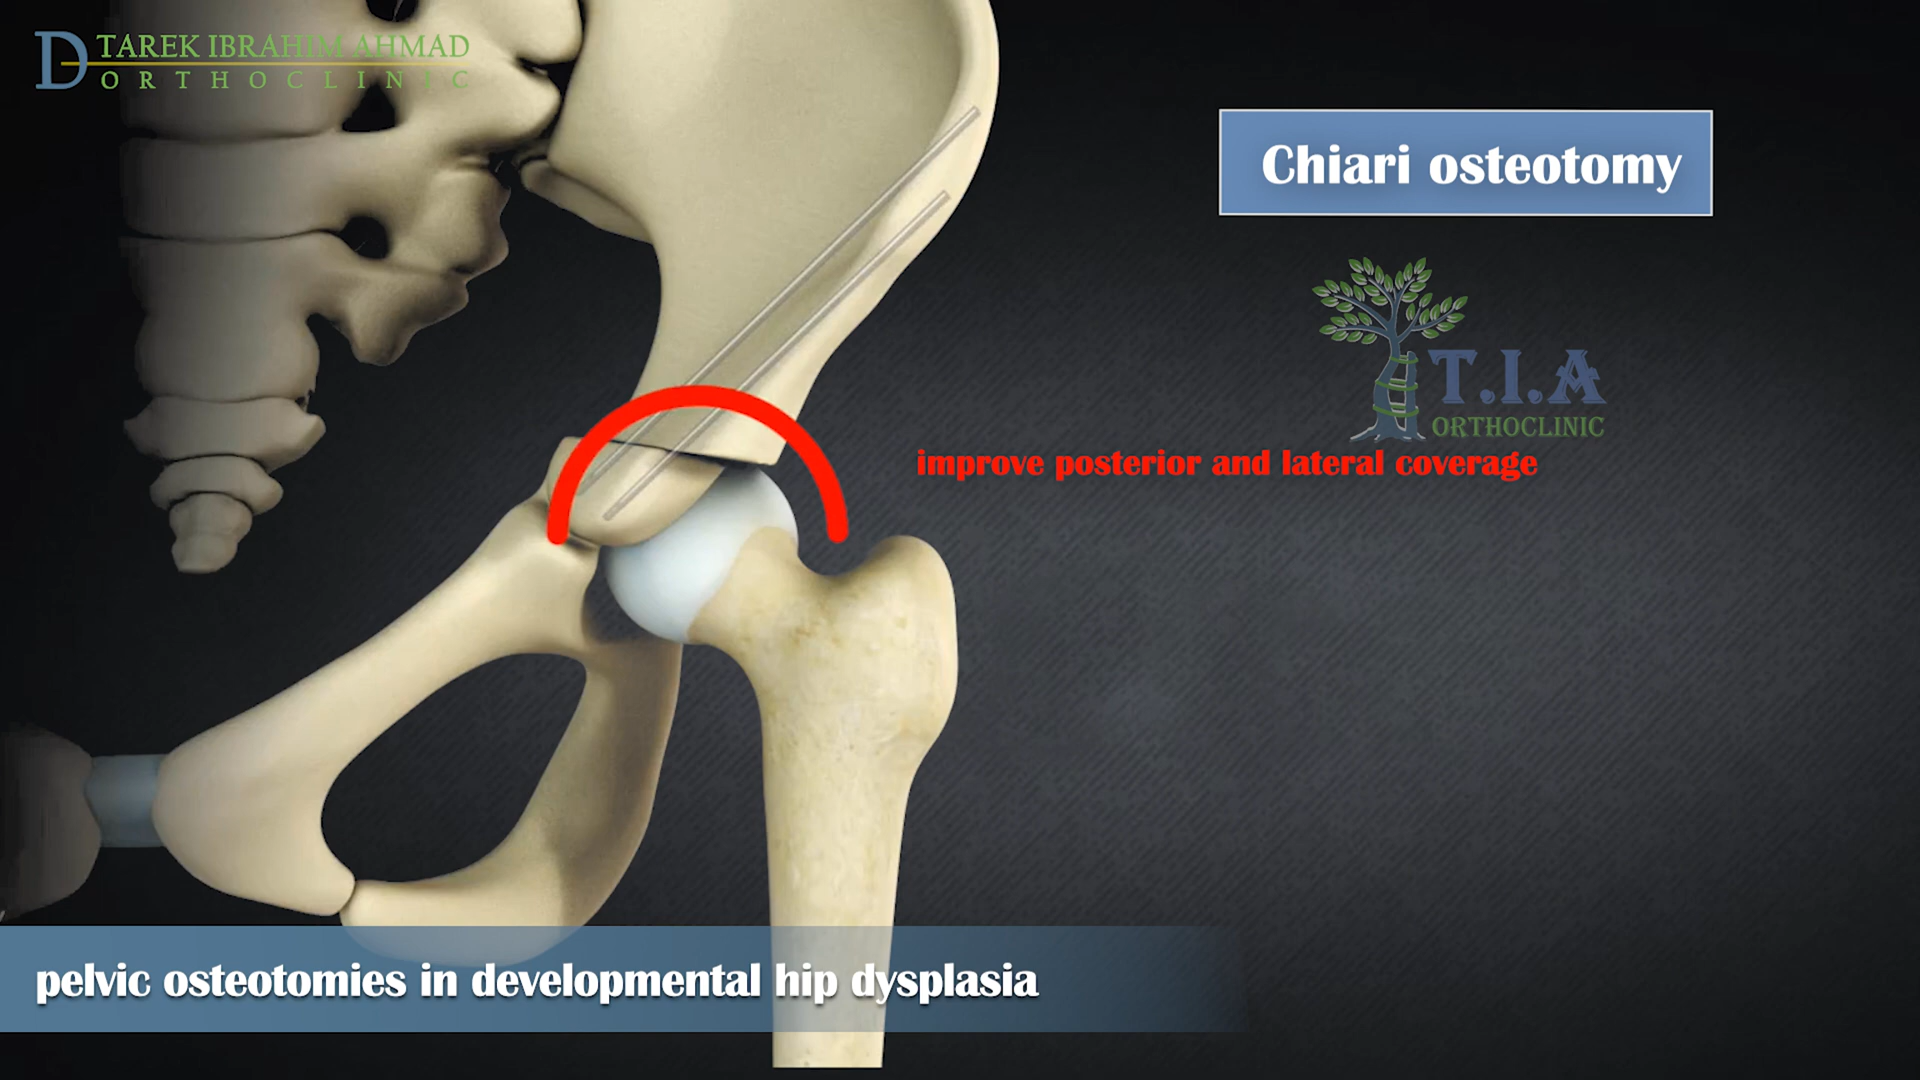 D TAREK IBRAHIM AHMAD
ORTHOCLINIC
Chiari osteotomy
T.I.A
ORTHOCLINIC
improve posterior and lateral coverage
pelvic osteotomies in developmental hip dysplasia